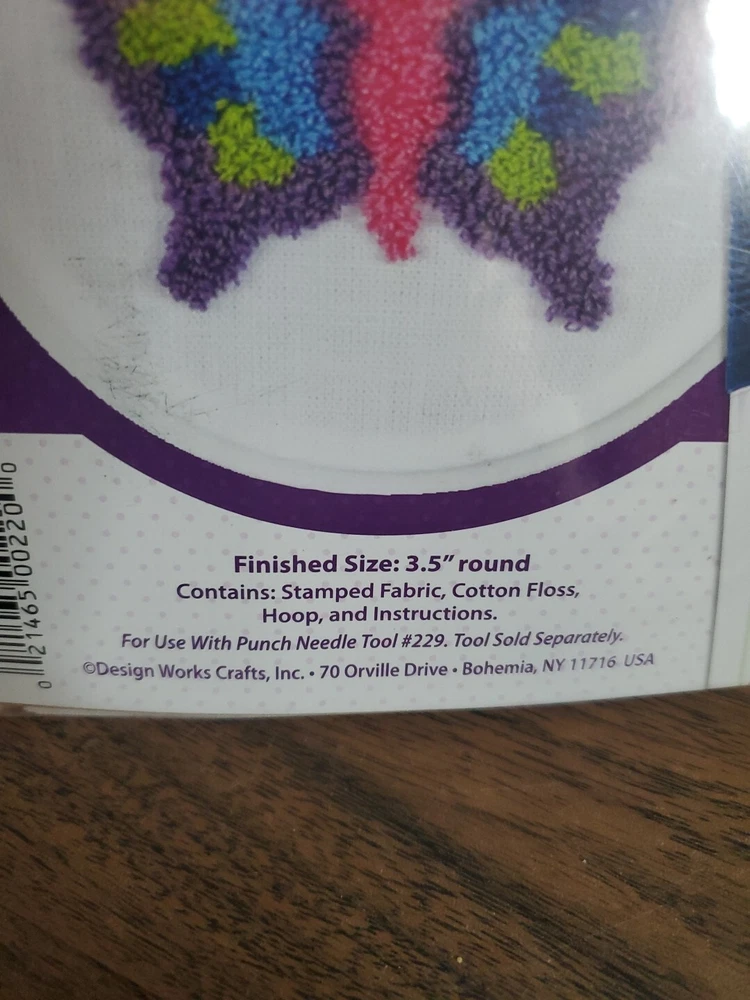 Finished Size: 3.5” round
Contains: Stamped Fabric, Cotton Floss,
Hoop, and Instructions.
For Use With Punch Needle Tool #229. Tool Sold Separately.
©Design Works Crafts, Inc. • 70 Orville Drive • Bohemia, NY 11716 USA
0 21465 00220 0